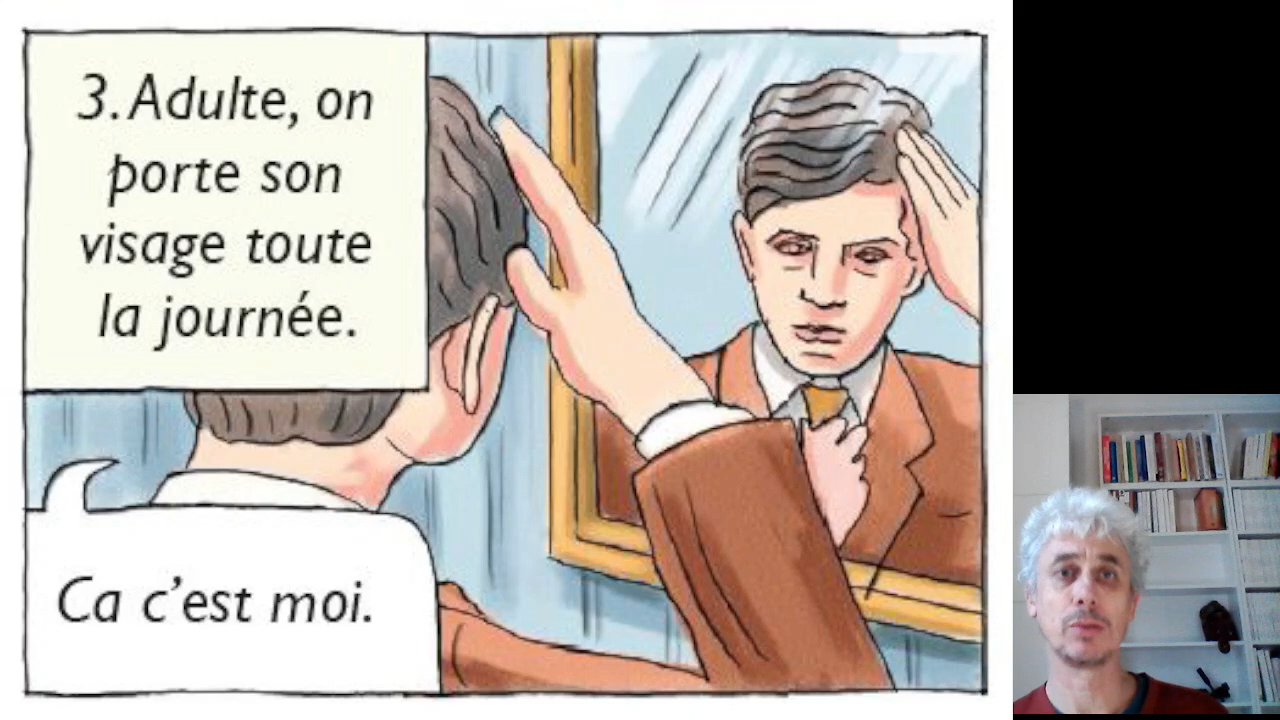 3. Adulte, on
porte son
visage toute
la journée.
Ca c'est moi.